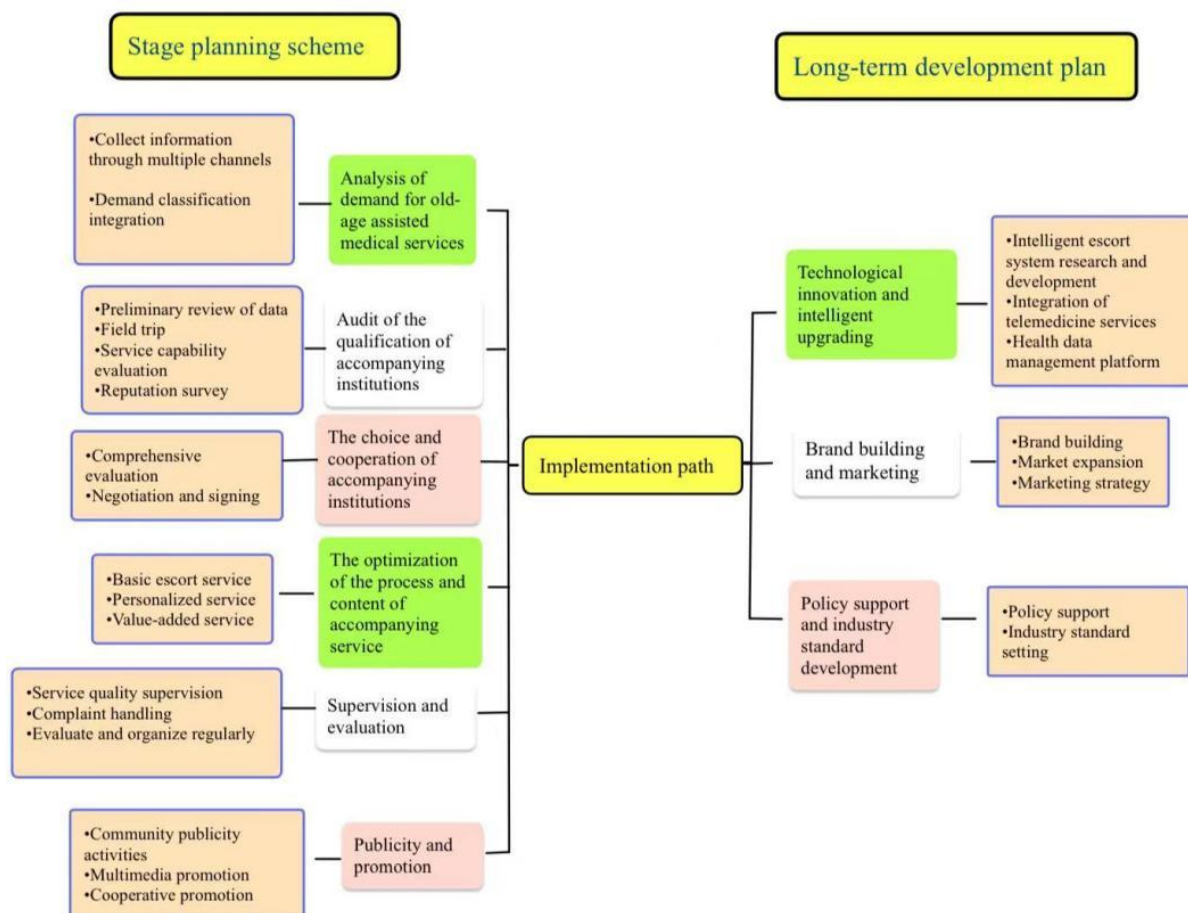 Stage planning scheme
•Collect information
through multiple channels
•Demand classification
integration
Analysis of
demand for old-
age assisted
medical services
•Preliminary review of data
•Field trip
•Service capability
evaluation
•Reputation survey
Audit of the
qualification of
accompanying
institutions
•Comprehensive
evaluation
•Negotiation and signing
The choice and
cooperation of
accompanying
institutions
•Basic escort service
•Personalized service
•Value-added service
The optimization
of the process and
content of
accompanying
service
•Service quality supervision
•Complaint handling
•Evaluate and organize regularly
Supervision and
evaluation
•Community publicity
activities
•Multimedia promotion
•Cooperative promotion
Publicity and
promotion
Implementation path
Long-term development plan
Technological
innovation and
intelligent
upgrading
•Intelligent escort
system research and
development
•Integration of
telemedicine services
•Health data
management platform
Brand building
and marketing
•Brand building
•Market expansion
•Marketing strategy
Policy support
and industry
standard
development
•Policy support
•Industry standard
setting